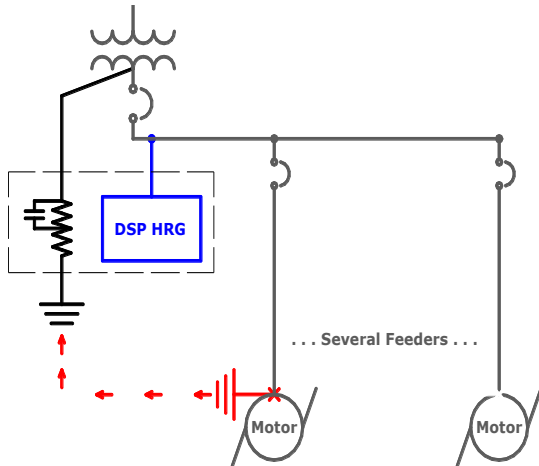 DSP HRG
. . . Several Feeders . . .
Motor
Motor